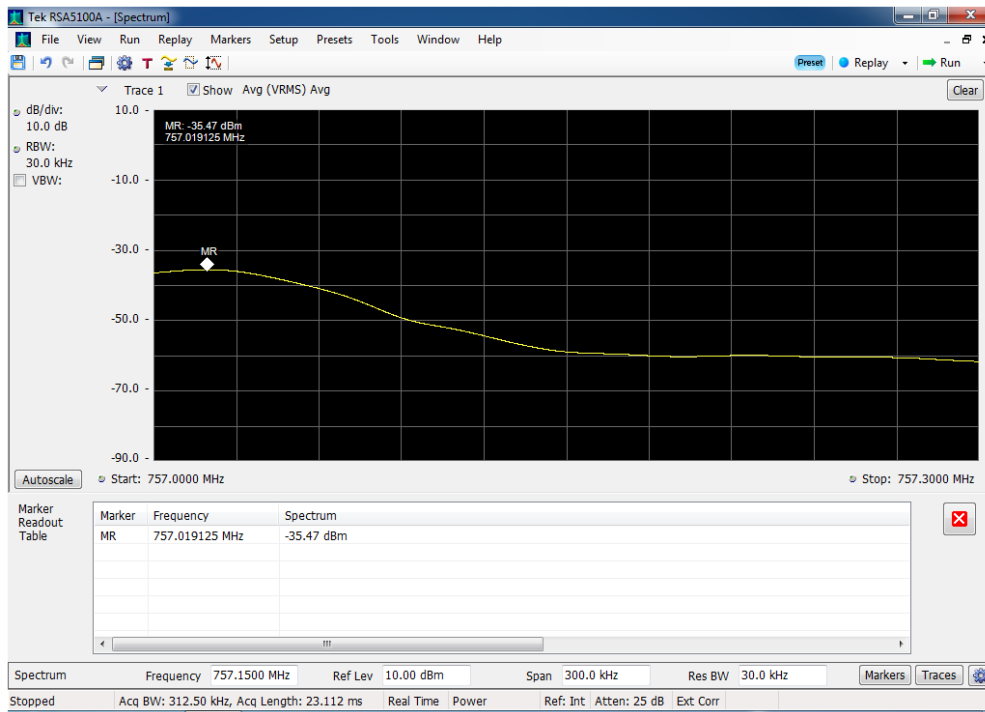 Tek RSA5100A - [Spectrum]
File View Run Replay Markers Setup Presets Tools Window Help
T Preset Replay Run
Trace 1 Show Avg (VRMS) Avg Clear
dB/div:
10.0 dB
RBW:
30.0 kHz
VBW:
10.0 -
-10.0 -
-30.0 -
-50.0 -
-70.0 -
-90.0 -
MR: -35.47 dBm
757.019125 MHz
MR
Autoscale Start: 757.0000 MHz Stop: 757.3000 MHz
Marker
Readout
Table
Marker Frequency Spectrum
MR 757.019125 MHz -35.47 dBm
Spectrum Frequency 757.1500 MHz Ref Lev 10.00 dBm Span 300.0 kHz Res BW 30.0 kHz Markers Traces
Stopped Acq BW: 312.50 kHz, Acq Length: 23.112 ms Real Time Power Ref: Int Atten: 25 dB Ext Corr